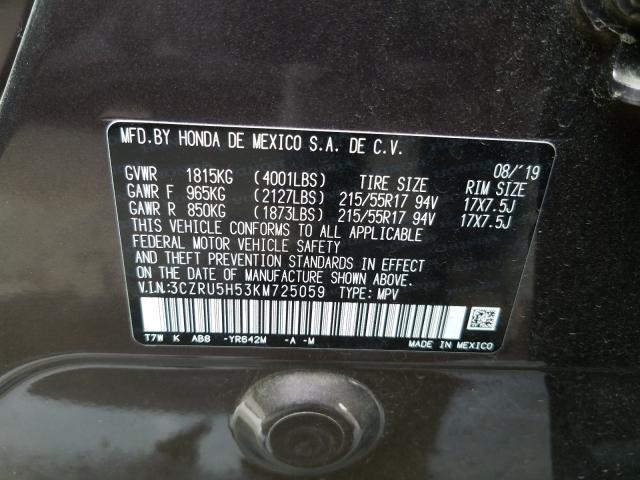 MFD.BY HONDA DE MEXICO S.A. DE C.V.
08/'19
GVWR 1815KG (4001LBS) TIRE SIZE RIM SIZE
GAWR F 965KG (2127LBS) 215/55R17 94V 17X7.5J
GAWR R 850KG (1873LBS) 215/55R17 94V 17X7.5J
THIS VEHICLE CONFORMS TO ALL APPLICABLE
FEDERAL MOTOR VEHICLE SAFETY
AND THEFT PREVENTION STANDARDS IN EFFECT
ON THE DATE OF MANUFACTURE SHOWN ABOVE.
V.I.N.:3CZRU5H53KM725059 TYPE: MPV
T7W K AB6 -YR642M -A -M MADE IN MEXICO